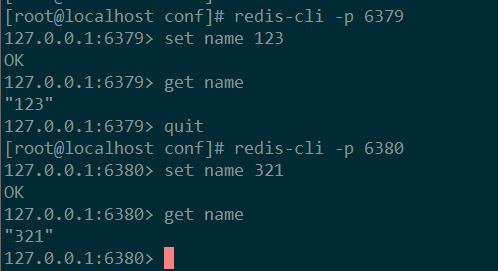 [root@localhost conf]# redis-cli -p 6379
127.0.0.1:6379> set name 123
OK
127.0.0.1:6379> get name
"123"
127.0.0.1:6379> quit
[root@localhost conf]# redis-cli -p 6380
127.0.0.1:6380> set name 321
OK
127.0.0.1:6380> get name
"321"
127.0.0.1:6380>